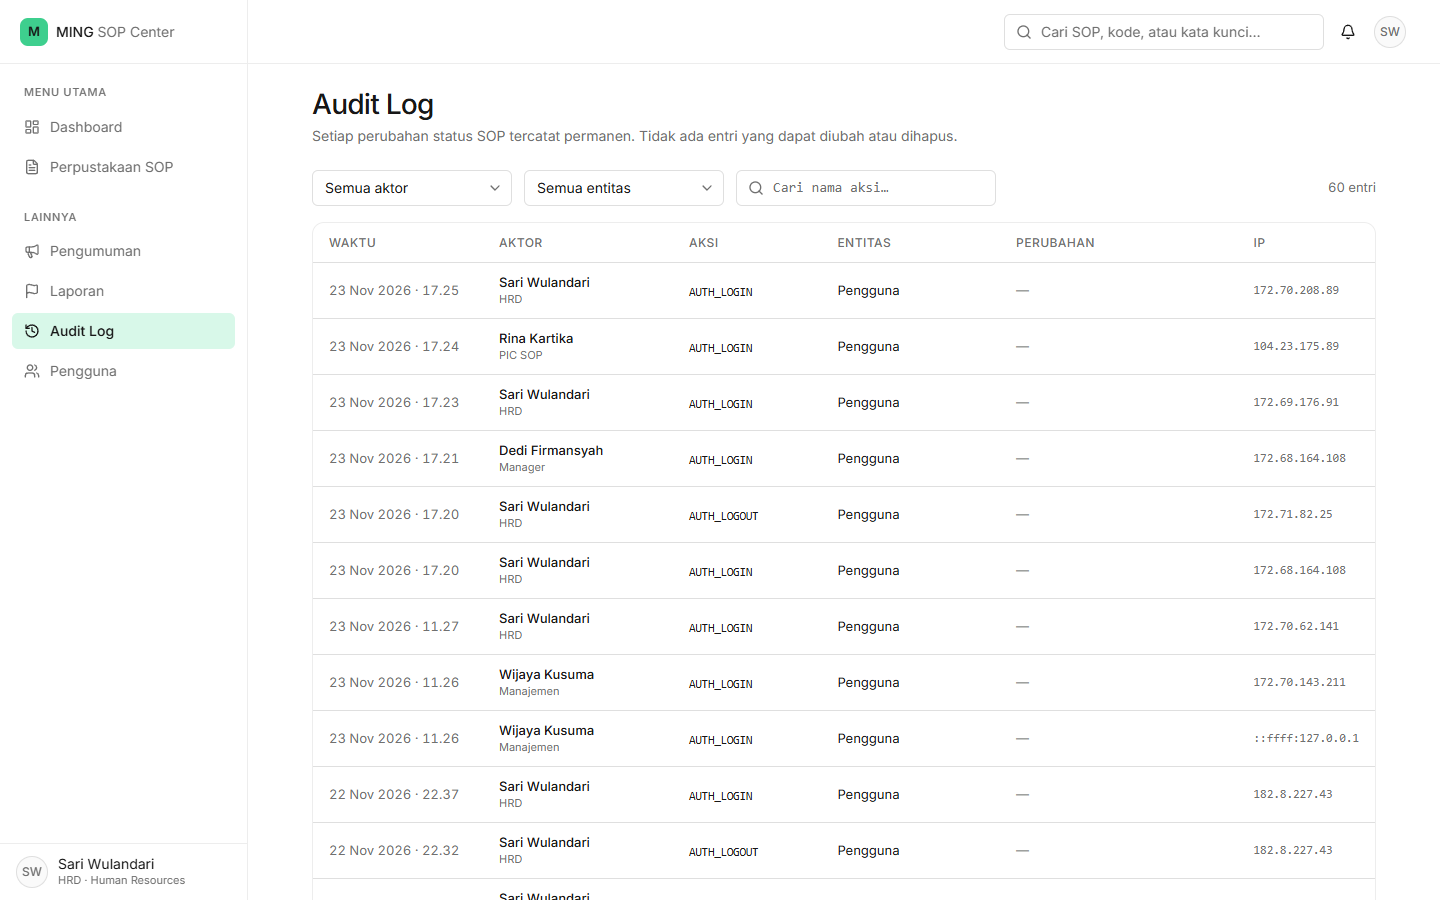 M MING SOP Center
Cari SOP, kode, atau kata kunci...
SW
MENU UTAMA
Dashboard
Perpustakaan SOP
LAINNYA
Pengumuman
Laporan
Audit Log
Pengguna
SW
Sari Wulandari
HRD · Human Resources
Audit Log
Setiap perubahan status SOP tercatat permanen. Tidak ada entri yang dapat diubah atau dihapus.
Semua aktor
Semua entitas
Cari nama aksi…
60 entri
WAKTU AKTOR AKSI ENTITAS PERUBAHAN IP
23 Nov 2026 · 17.25 Sari Wulandari AUTH_LOGIN Pengguna — 172.70.208.89
HRD
23 Nov 2026 · 17.24 Rina Kartika AUTH_LOGIN Pengguna — 104.23.175.89
PIC SOP
23 Nov 2026 · 17.23 Sari Wulandari AUTH_LOGIN Pengguna — 172.69.176.91
HRD
23 Nov 2026 · 17.21 Dedi Firmansyah AUTH_LOGIN Pengguna — 172.68.164.108
Manager
23 Nov 2026 · 17.20 Sari Wulandari AUTH_LOGOUT Pengguna — 172.71.82.25
HRD
23 Nov 2026 · 17.20 Sari Wulandari AUTH_LOGIN Pengguna — 172.68.164.108
HRD
23 Nov 2026 · 11.27 Sari Wulandari AUTH_LOGIN Pengguna — 172.70.62.141
HRD
23 Nov 2026 · 11.26 Wijaya Kusuma AUTH_LOGIN Pengguna — 172.70.143.211
Manajemen
23 Nov 2026 · 11.26 Wijaya Kusuma AUTH_LOGIN Pengguna — ::ffff:127.0.0.1
Manajemen
22 Nov 2026 · 22.37 Sari Wulandari AUTH_LOGIN Pengguna — 182.8.227.43
HRD
22 Nov 2026 · 22.32 Sari Wulandari AUTH_LOGOUT Pengguna — 182.8.227.43
HRD
Sari Wulandari